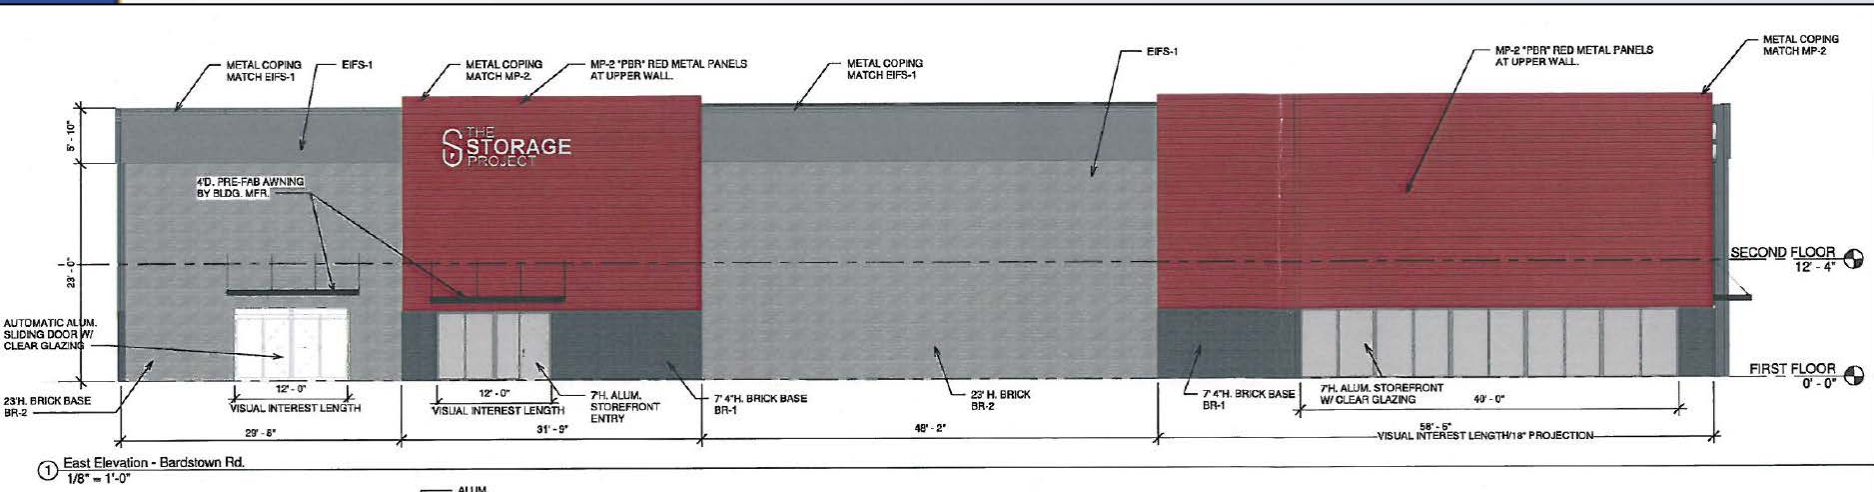 METAL COPING
MATCH EIFS-1
EIFS-1
METAL COPING
MATCH MP-2.
MP-2 "PBR" RED METAL PANELS
AT UPPER WALL.
METAL COPING
MATCH EIFS-1
EIFS-1
MP-2 "PBR" RED METAL PANELS
AT UPPER WALL.
METAL COPING
MATCH MP-2
5' - 10"
THE
STORAGE
PROJECT
4'D. PRE-FAB AWNING
BY BLDG. MFR.
23' - 0"
SECOND FLOOR
12' - 4"
AUTOMATIC ALUM.
SLIDING DOOR W/
CLEAR GLAZING
FIRST FLOOR
0' - 0"
23'H. BRICK BASE
BR-2
12' - 0"
VISUAL INTEREST LENGTH
12' - 0"
VISUAL INTEREST LENGTH
7'H. ALUM.
STOREFRONT
ENTRY
7' 4"H. BRICK BASE
BR-1
23' H. BRICK
BR-2
7' 4"H. BRICK BASE
BR-1
7'H. ALUM. STOREFRONT
W/ CLEAR GLAZING
40' - 0"
29' - 8"
31' - 9"
48' - 2"
58' - 5"
VISUAL INTEREST LENGTH/18" PROJECTION
1
East Elevation - Bardstown Rd.
1/8" = 1'-0"
ALUM.